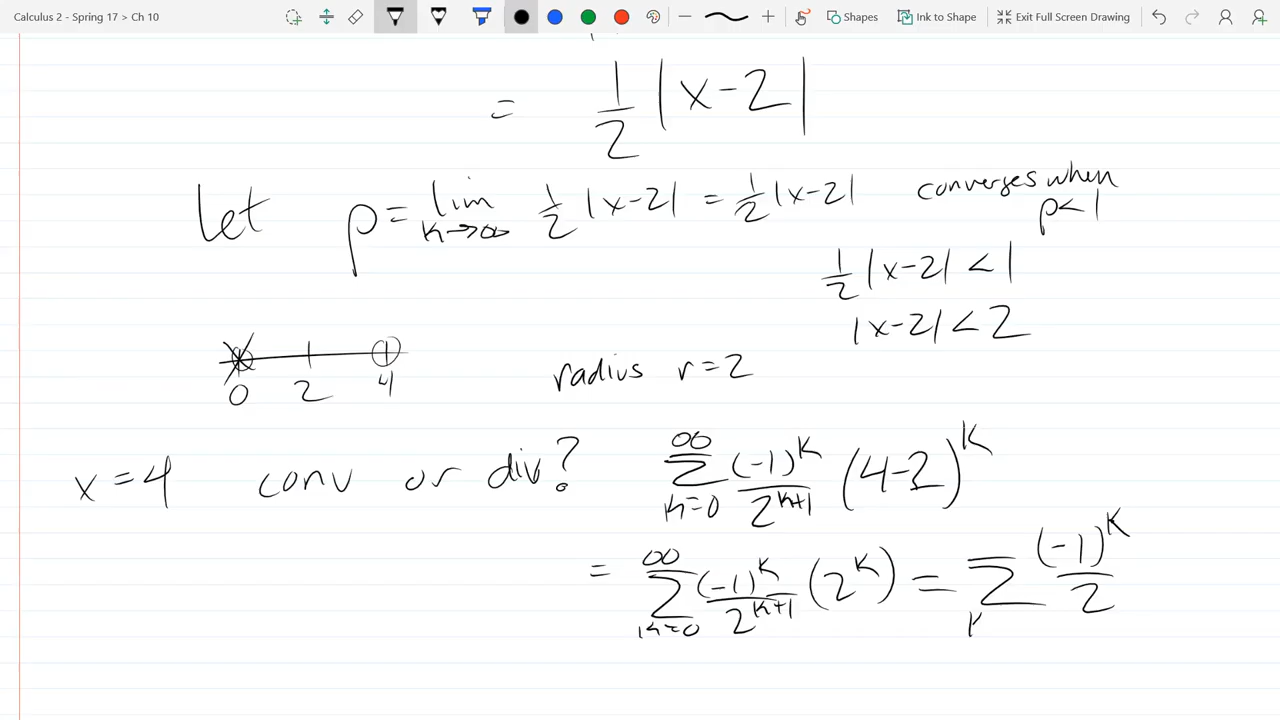 Calculus 2 - Spring 17 > Ch 10
Shapes
Ink to Shape
Exit Full Screen Drawing
= 1/2 |x-2|
Let ρ = lim k→∞ 1/2 |x-2| = 1/2 |x-2| converges when
ρ < 1
1/2 |x-2| < 1
|x-2| < 2
0 2 4
radius r = 2
x = 4 conv or div? ∑ k=0 ∞ (-1)^k / 2^(k+1) (4-2)^k
= ∑ k=0 ∞ (-1)^k / 2^(k+1) (2^k) = ∑ (-1)^k / 2